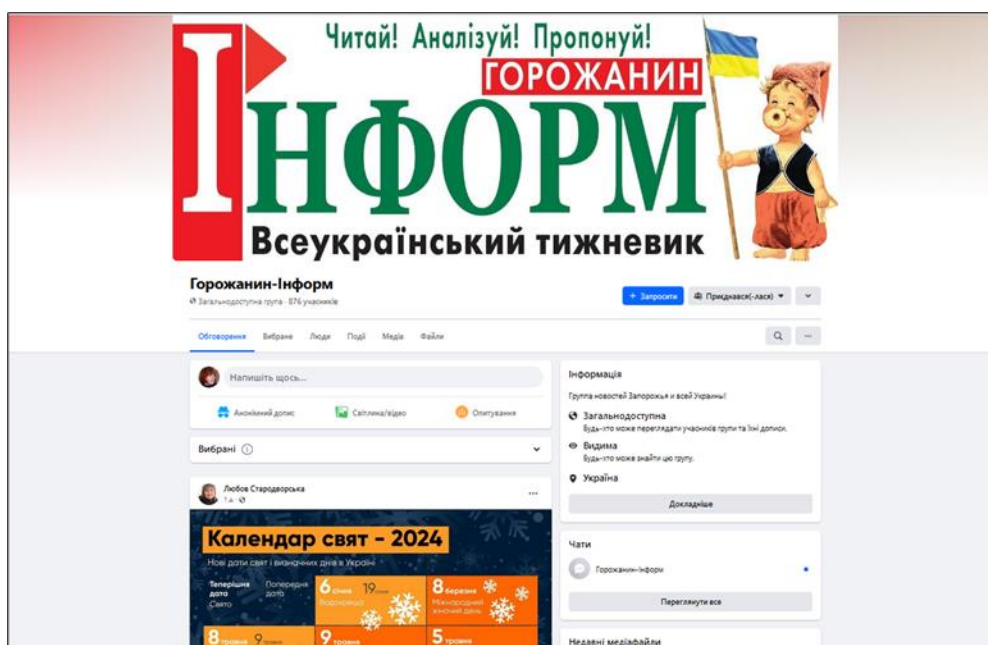 Читай! Аналізуй! Пропонуй!
ГОРОЖАНИН
ІНФОРМ
Всеукраїнський тижневик
Горожанин-Інформ
Загальнодоступна група · 876 учасників
+ Запросити
Приєднався(-лася)
Обговорення Вибране Люди Події Медіа Файли
Напишіть щось...
Анонімний допис Світлина/відео Опитування
Вибрані
Любов Стародворська
Календар свят – 2024
Нові дати свят і визначних днів в Україні
Теперішня дата Попередня дата
Свято
6 січня 19 січня
Водохреща
8 березня
Міжнародний жіночий день
8 травня 9 травня
9 травня
5 травня
Інформація
Группа новостей Запорожья и всей Украины!
Загальнодоступна
Будь-хто може переглядати учасників групи та їхні дописи.
Видима
Будь-хто може знайти цю групу.
Україна
Докладніше
Чати
Горожанин-Інформ
Переглянути все
Недавні медіафайли